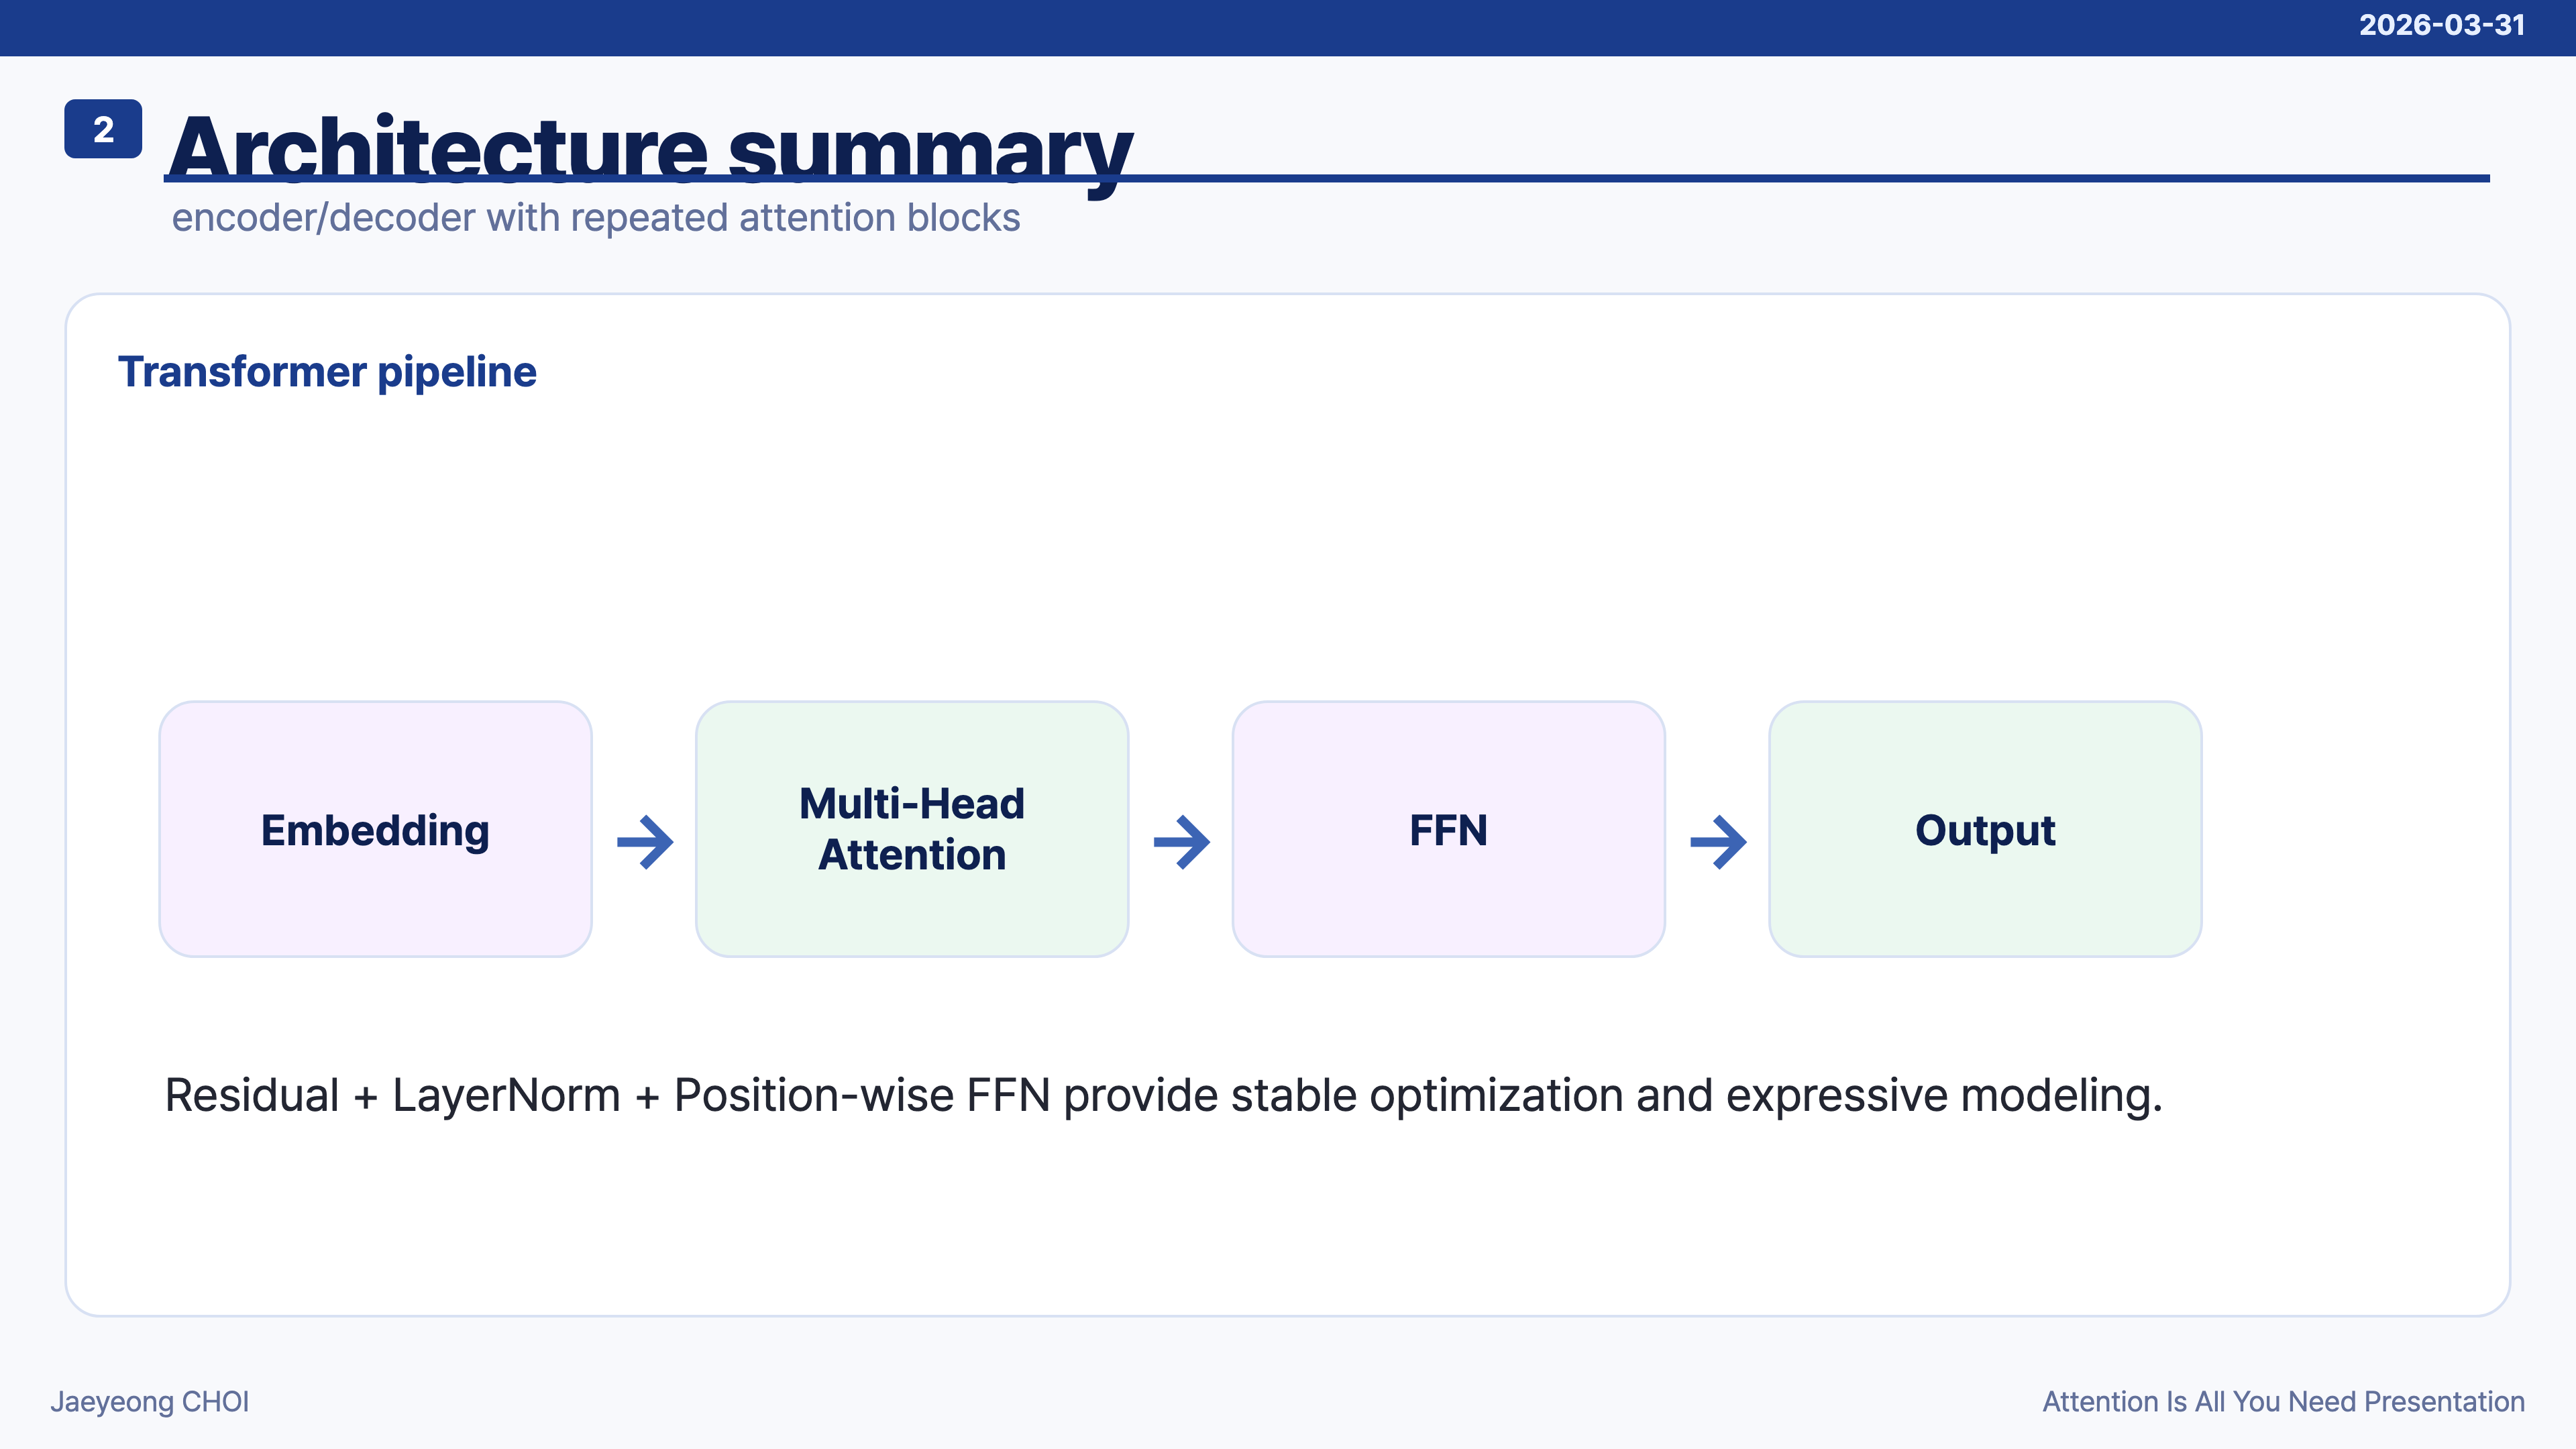 2026-03-31
2
Architecture summary
encoder/decoder with repeated attention blocks
Transformer pipeline
Embedding
Multi-Head
Attention
FFN
Output
Residual + LayerNorm + Position-wise FFN provide stable optimization and expressive modeling.
Jaeyeong CHOI
Attention Is All You Need Presentation